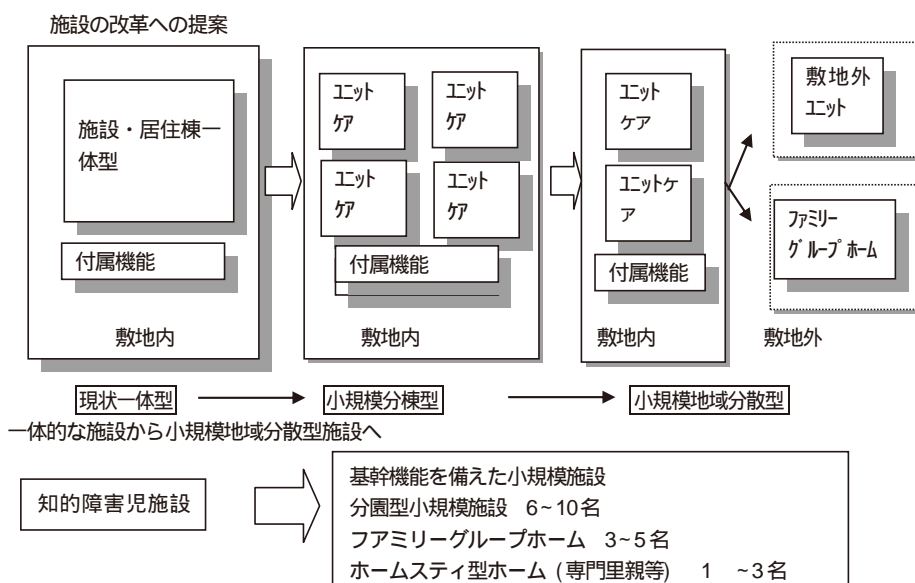 施設の改革への提案
施設・居住棟一
体型
付属機能
敷地内
ユニット
ケア
ユニット
ケア
ユニット
ケア
ユニット
ケア
付属機能
敷地内
ユニット
ケア
ユニットケ
ア
付属機能
敷地内
敷地外
ユニット
ファミリー
グループホーム
敷地外
現状一体型
小規模分棟型
小規模地域分散型
一体的な施設から小規模地域分散型施設へ
知的障害児施設
基幹機能を備えた小規模施設
分園型小規模施設 6~10名
フアミリーグループホーム 3~5名
ホームスティ型ホーム (専門里親等) 1 ~3名